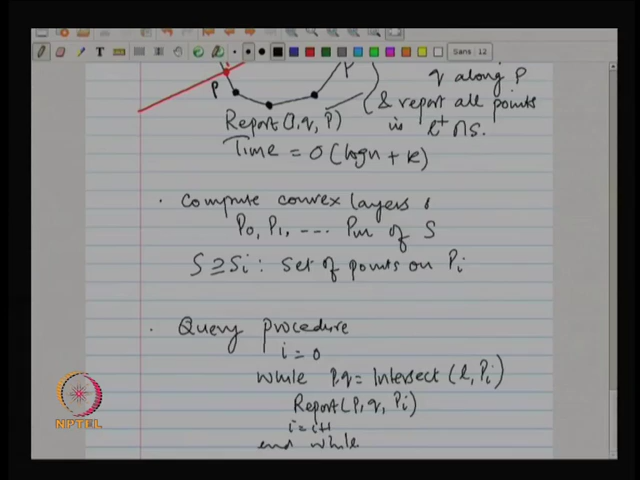 Sans : 12
P
q along P
P
& report all points
Report(l, q, P)
is l⁺ ∩ S.
Time = O(logn + k)
· Compute convex layers
P₀, P₁, ---- Pm of S
S ⊇ Si : Set of points on Pi
· Query procedure
i = 0
while p,q = Intersect (l, Pi)
Report(P, q, Pi)
i = i+1
end while
NPTEL